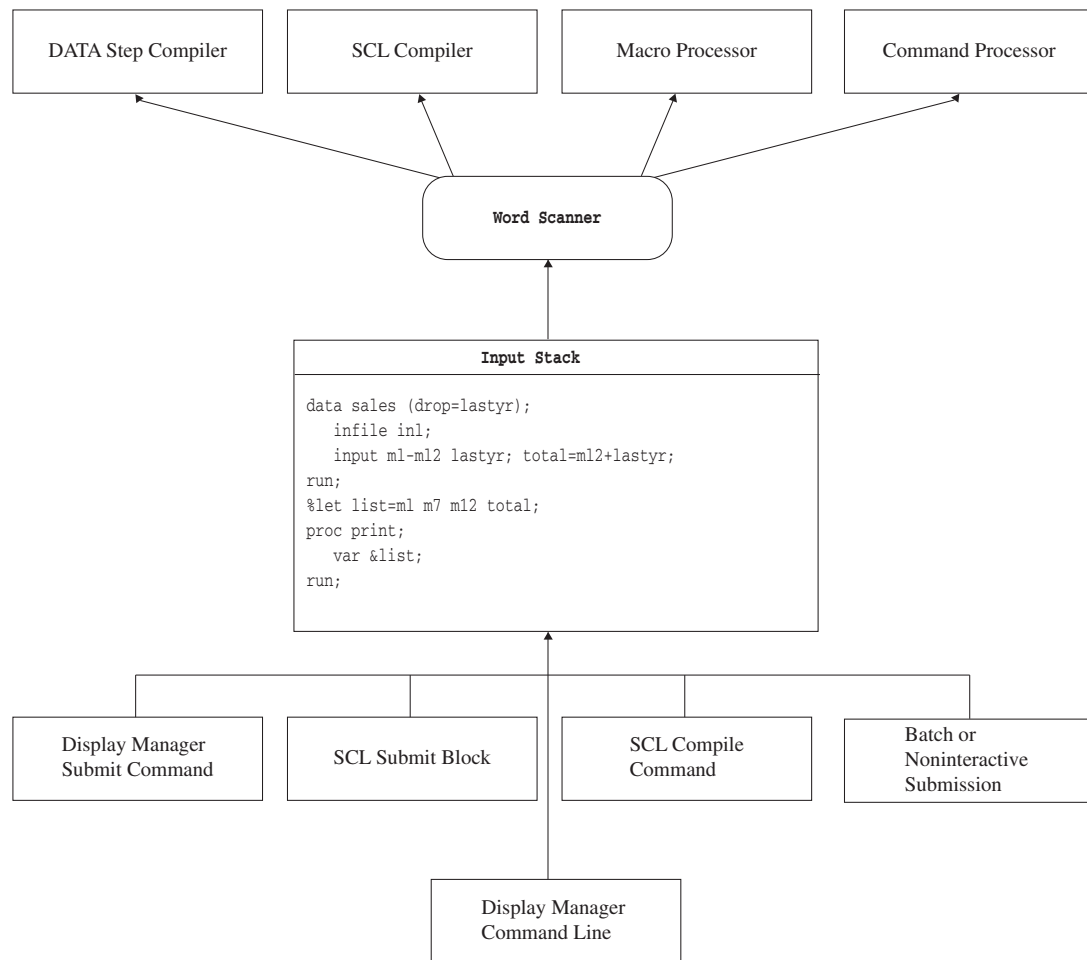 DATA Step Compiler
SCL Compiler
Macro Processor
Command Processor
Word Scanner
Input Stack
data sales (drop=lastyr);
infile inl;
input ml-ml2 lastyr; total=ml2+lastyr;
run;
%let list=ml m7 m12 total;
proc print;
var &list;
run;
Display Manager
Submit Command
SCL Submit Block
SCL Compile
Command
Batch or
Noninteractive
Submission
Display Manager
Command Line